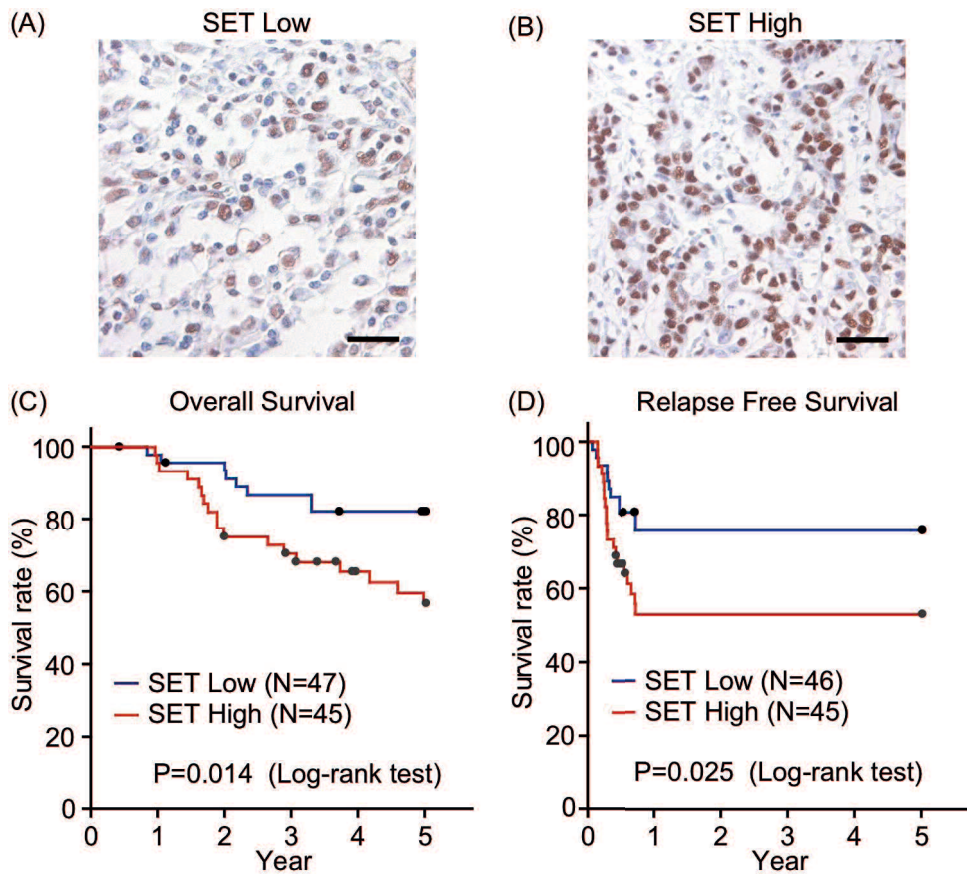 (A) SET Low
(B) SET High
(C) Overall Survival
Survival rate (%)
100
80
60
40
20
0
SET Low (N=47)
SET High (N=45)
P=0.014 (Log-rank test)
0 1 2 3 4 5
Year
(D) Relapse Free Survival
Survival rate (%)
100
80
60
40
20
0
SET Low (N=46)
SET High (N=45)
P=0.025 (Log-rank test)
0 1 2 3 4 5
Year